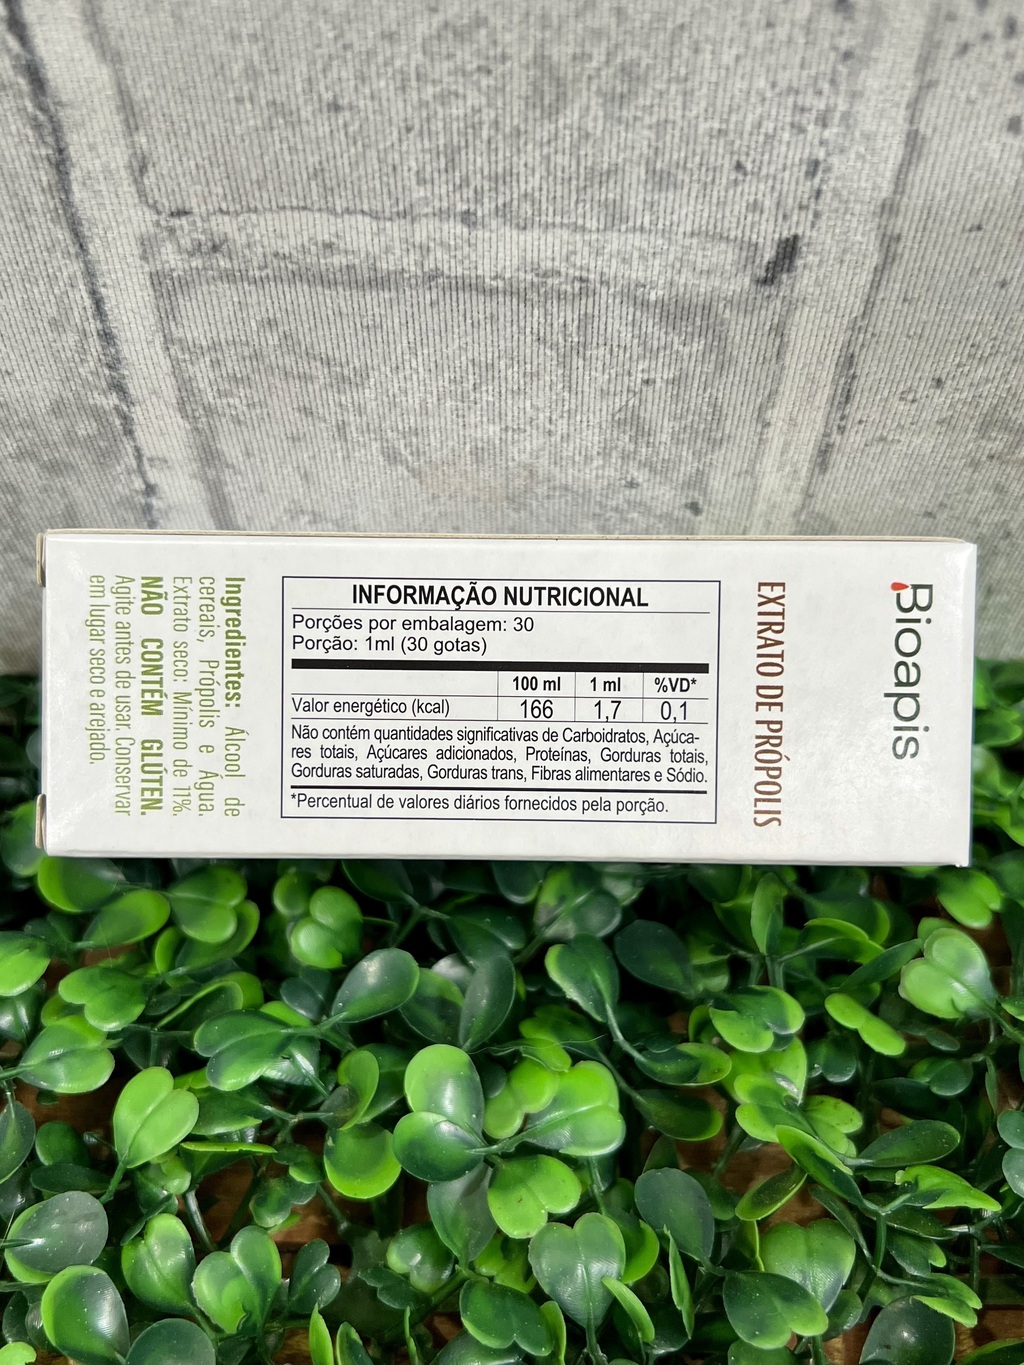 Bioapis
EXTRATO DE PRÓPOLIS
INFORMAÇÃO NUTRICIONAL
Porções por embalagem: 30
Porção: 1ml (30 gotas)
100 ml 1 ml %VD*
Valor energético (kcal) 166 1,7 0,1
Não contém quantidades significativas de Carboidratos, Açúca-
res totais, Açúcares adicionados, Proteínas, Gorduras totais,
Gorduras saturadas, Gorduras trans, Fibras alimentares e Sódio.
*Percentual de valores diários fornecidos pela porção.
Ingredientes: Álcool de
cereais, Própolis e Água.
Extrato seco: Mínimo de 11%.
NÃO CONTÉM GLÚTEN.
Agite antes de usar. Conservar
em lugar seco e arejado.